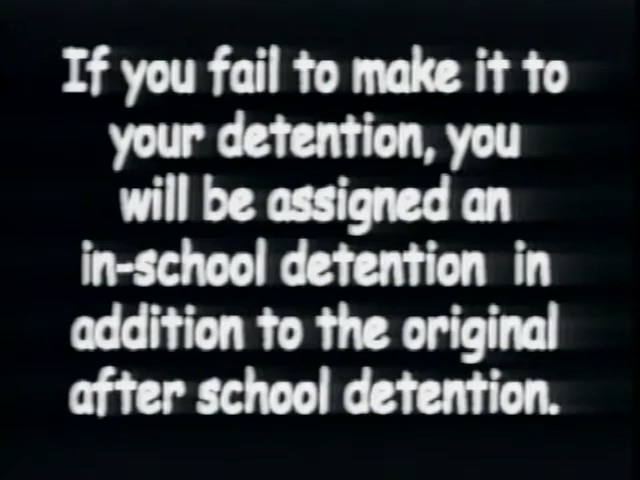 If you fail to make it to
your detention, you
will be assigned an
in-school detention  in
addition to the original
after school detention.